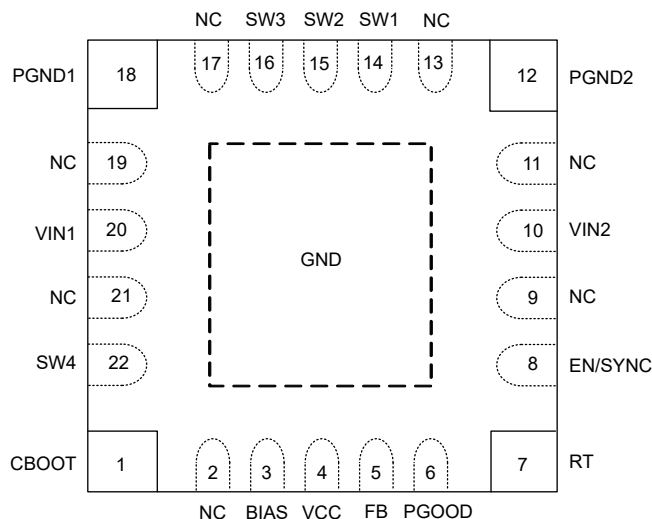 NC SW3 SW2 SW1 NC
PGND1 18 17 16 15 14 13 12 PGND2
NC 19 11 NC
VIN1 20 10 VIN2
GND
NC 21 9 NC
SW4 22 8 EN/SYNC
CBOOT 1 2 3 4 5 6 7 RT
NC BIAS VCC FB PGOOD